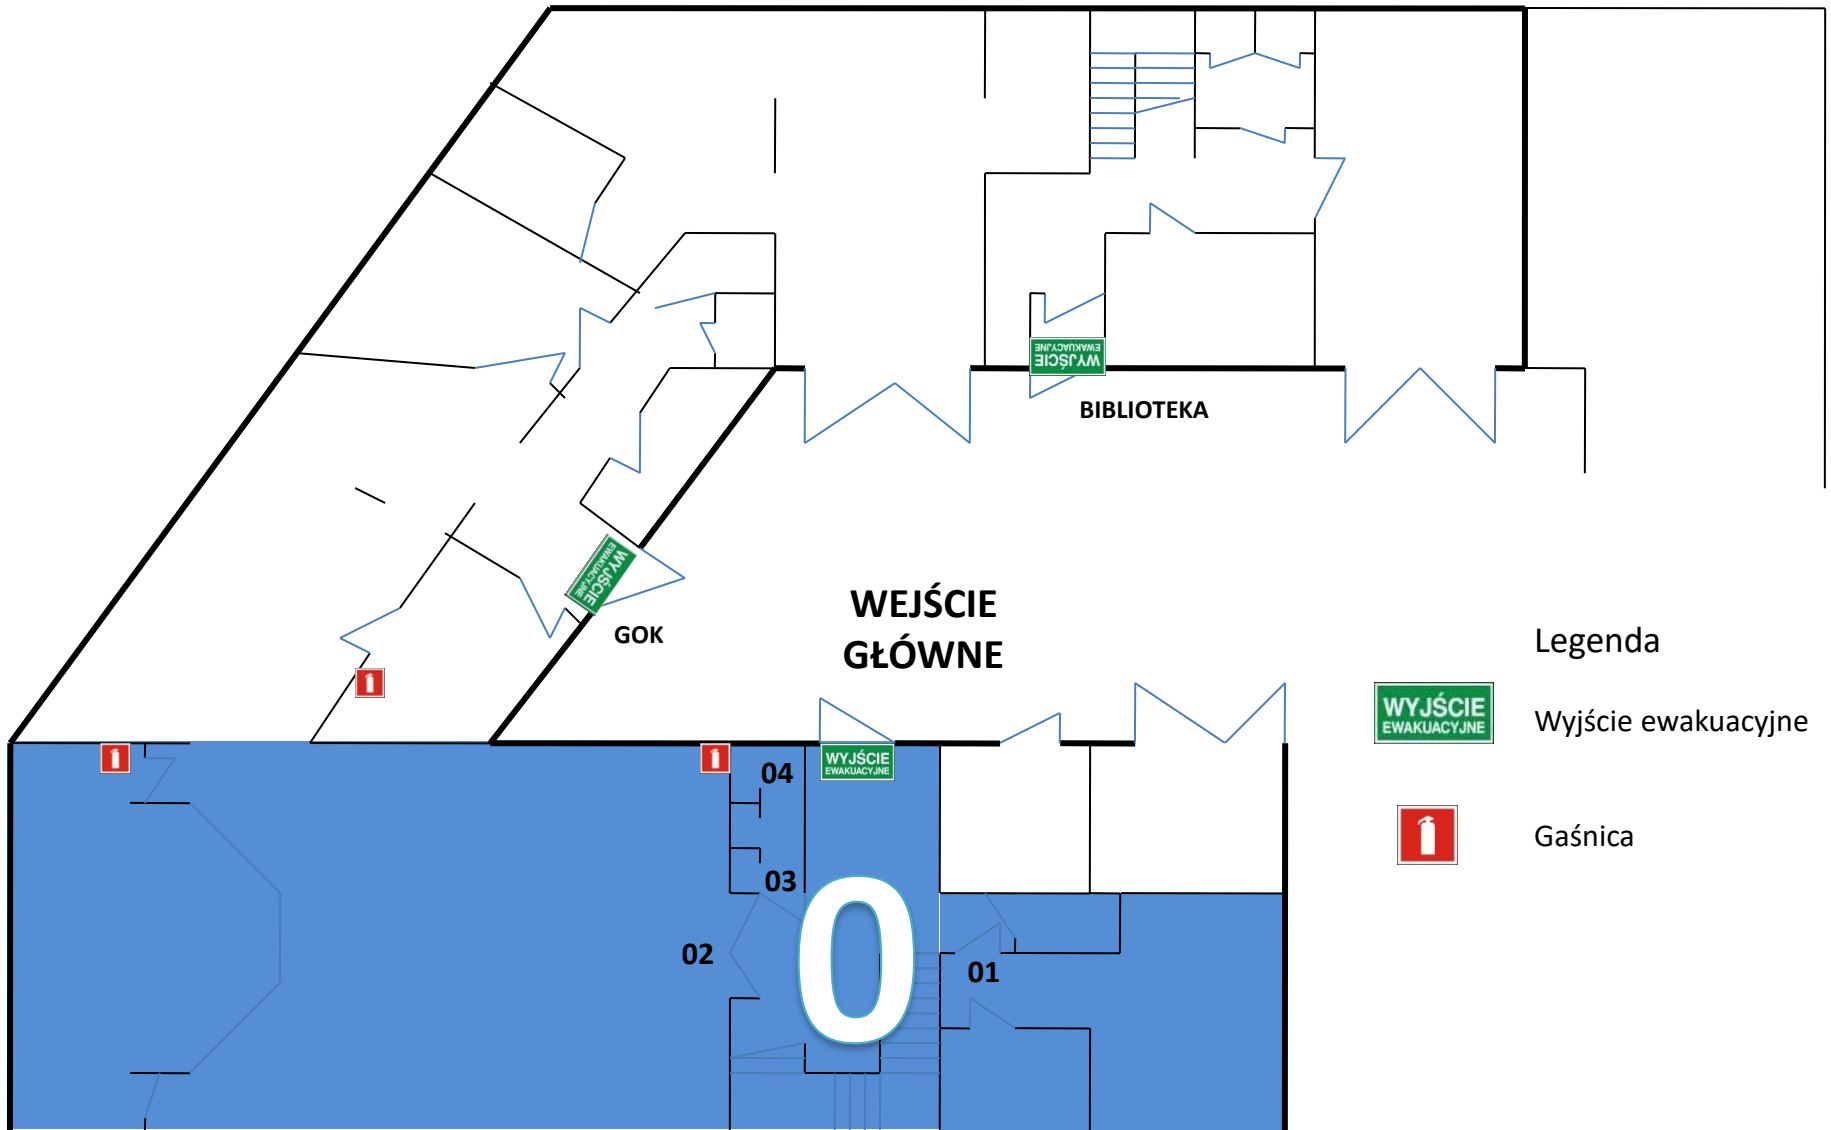 WYJŚCIE
EWAKUACYJNE
BIBLIOTEKA
WYJŚCIE
EWAKUACYJNE
GOK
WEJŚCIE
GŁÓWNE
Legenda
WYJŚCIE
EWAKUACYJNE
Wyjście ewakuacyjne
WYJŚCIE
EWAKUACYJNE
04
Gaśnica
03
0
02
01